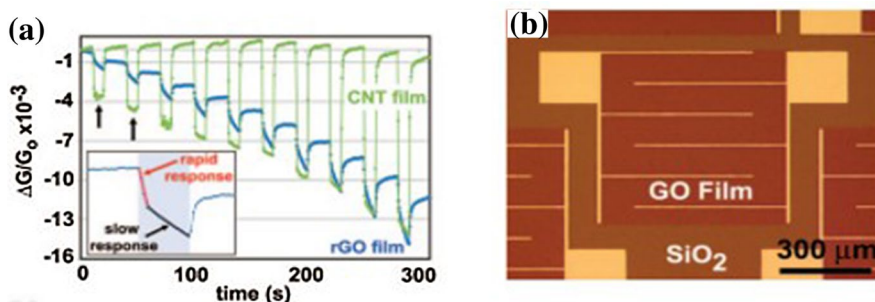 (a)
-1
-4
-7
-10
-13
-16
ΔG/Gₒ x10⁻³
CNT film
rapid
response
slow
response
rGO film
0
100
200
300
time (s)
(b)
GO Film
SiO₂
300 μm